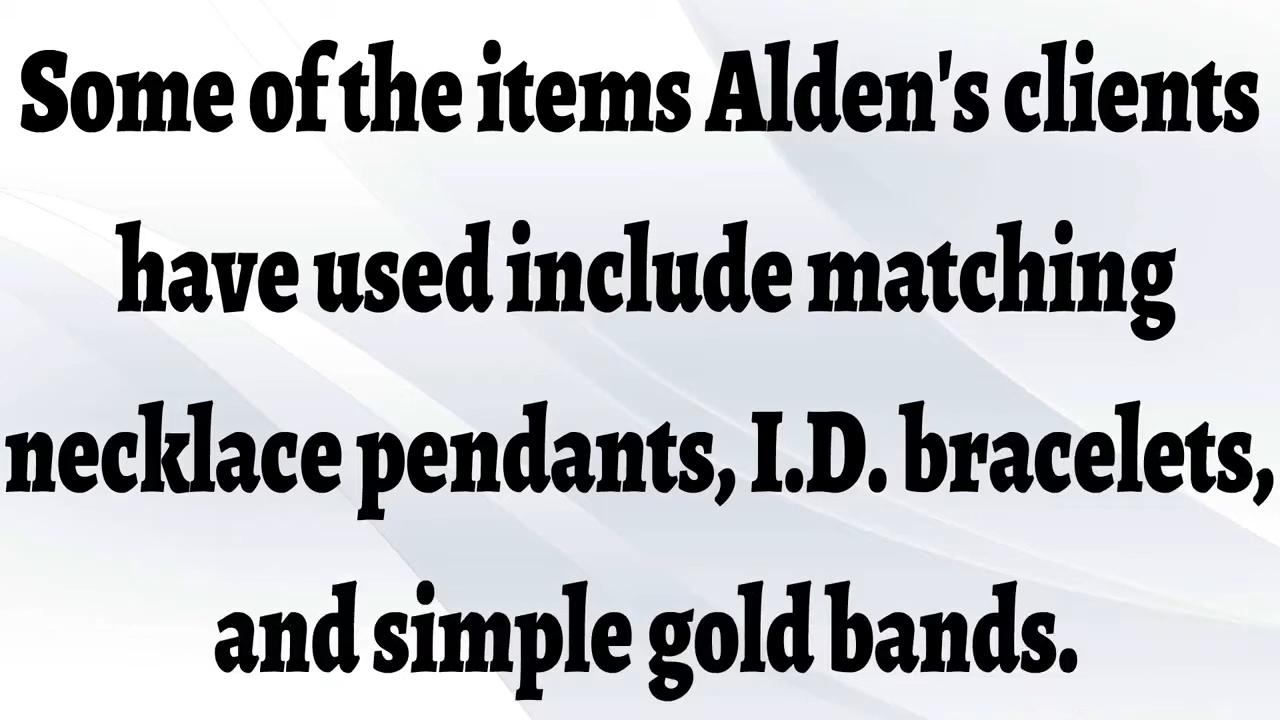 Some of the items Alden's clients
have used include matching
necklace pendants, I.D. bracelets,
and simple gold bands.